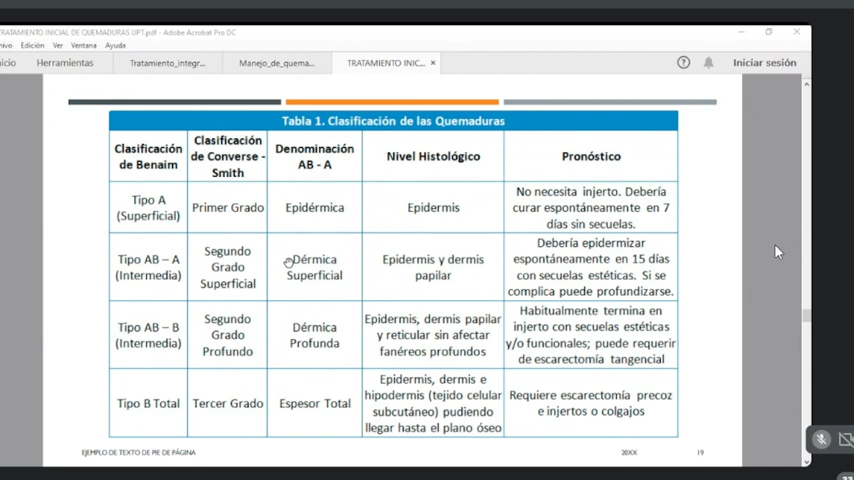 TRATAMIENTO INICIAL DE QUEMADURAS UPT.pdf - Adobe Acrobat Pro DC
Edición Ver Ventana Ayuda
Herramientas Tratamiento_integr... Manejo_de_quema... TRATAMIENTO INIC... × Iniciar sesión
Tabla 1. Clasificación de las Quemaduras
Clasificación
de Benaim
Clasificación
de Converse -
Smith
Denominación
AB - A
Nivel Histológico
Pronóstico
Tipo A
(Superficial)
Primer Grado
Epidérmica
Epidermis
No necesita injerto. Debería
curar espontáneamente en 7
días sin secuelas.
Tipo AB – A
(Intermedia)
Segundo
Grado
Superficial
Dérmica
Superficial
Epidermis y dermis
papilar
Debería epidermizar
espontáneamente en 15 días
con secuelas estéticas. Si se
complica puede profundizarse.
Tipo AB – B
(Intermedia)
Segundo
Grado
Profundo
Dérmica
Profunda
Epidermis, dermis papilar
y reticular sin afectar
fanéreos profundos
Habitualmente termina en
injerto con secuelas estéticas
y/o funcionales; puede requerir
de escarectomía tangencial
Tipo B Total
Tercer Grado
Espesor Total
Epidermis, dermis e
hipodermis (tejido celular
subcutáneo) pudiendo
llegar hasta el plano óseo
Requiere escarectomía precoz
e injertos o colgajos
EJEMPLO DE TEXTO DE PIE DE PÁGINA 20XX 19